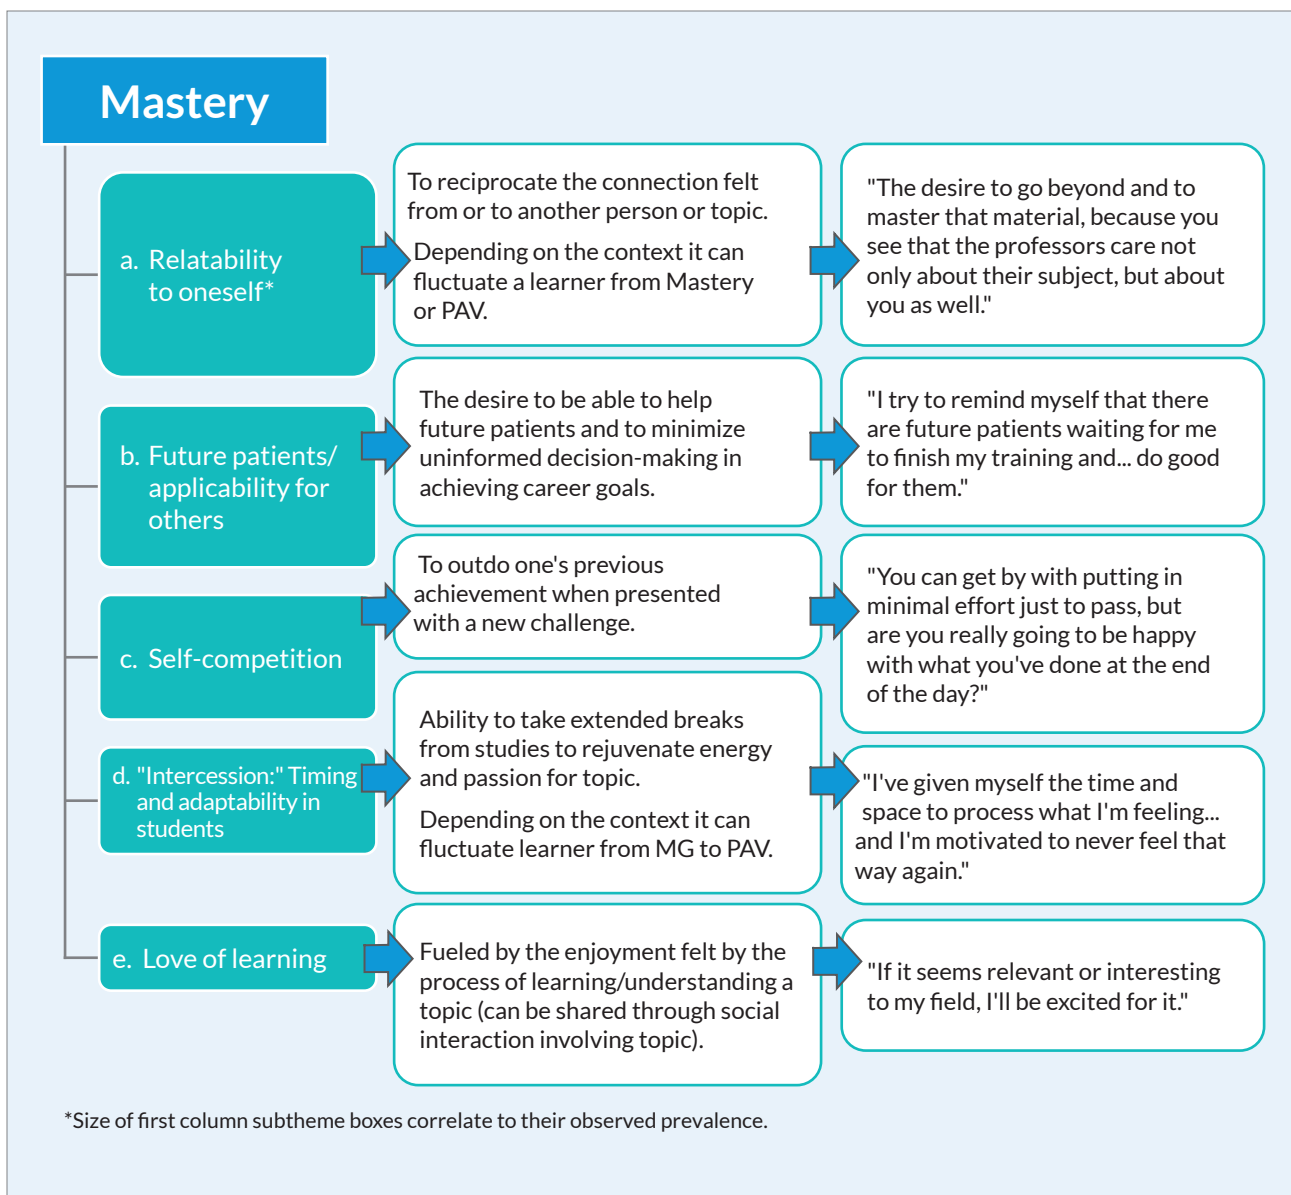 Mastery
a. Relatability
to oneself*
To reciprocate the connection felt
from or to another person or topic.
Depending on the context it can
fluctuate a learner from Mastery
or PAV.
"The desire to go beyond and to
master that material, because you
see that the professors care not
only about their subject, but about
you as well."
b. Future patients/
applicability for
others
The desire to be able to help
future patients and to minimize
uninformed decision-making in
achieving career goals.
"I try to remind myself that there
are future patients waiting for me
to finish my training and... do good
for them."
c. Self-competition
To outdo one's previous
achievement when presented
with a new challenge.
"You can get by with putting in
minimal effort just to pass, but
are you really going to be happy
with what you've done at the end
of the day?"
d. "Intercession:" Timing
and adaptability in
students
Ability to take extended breaks
from studies to rejuvenate energy
and passion for topic.
Depending on the context it can
fluctuate learner from MG to PAV.
"I've given myself the time and
space to process what I'm feeling...
and I'm motivated to never feel that
way again."
e. Love of learning
Fueled by the enjoyment felt by the
process of learning/understanding a
topic (can be shared through social
interaction involving topic).
"If it seems relevant or interesting
to my field, I'll be excited for it."
*Size of first column subtheme boxes correlate to their observed prevalence.